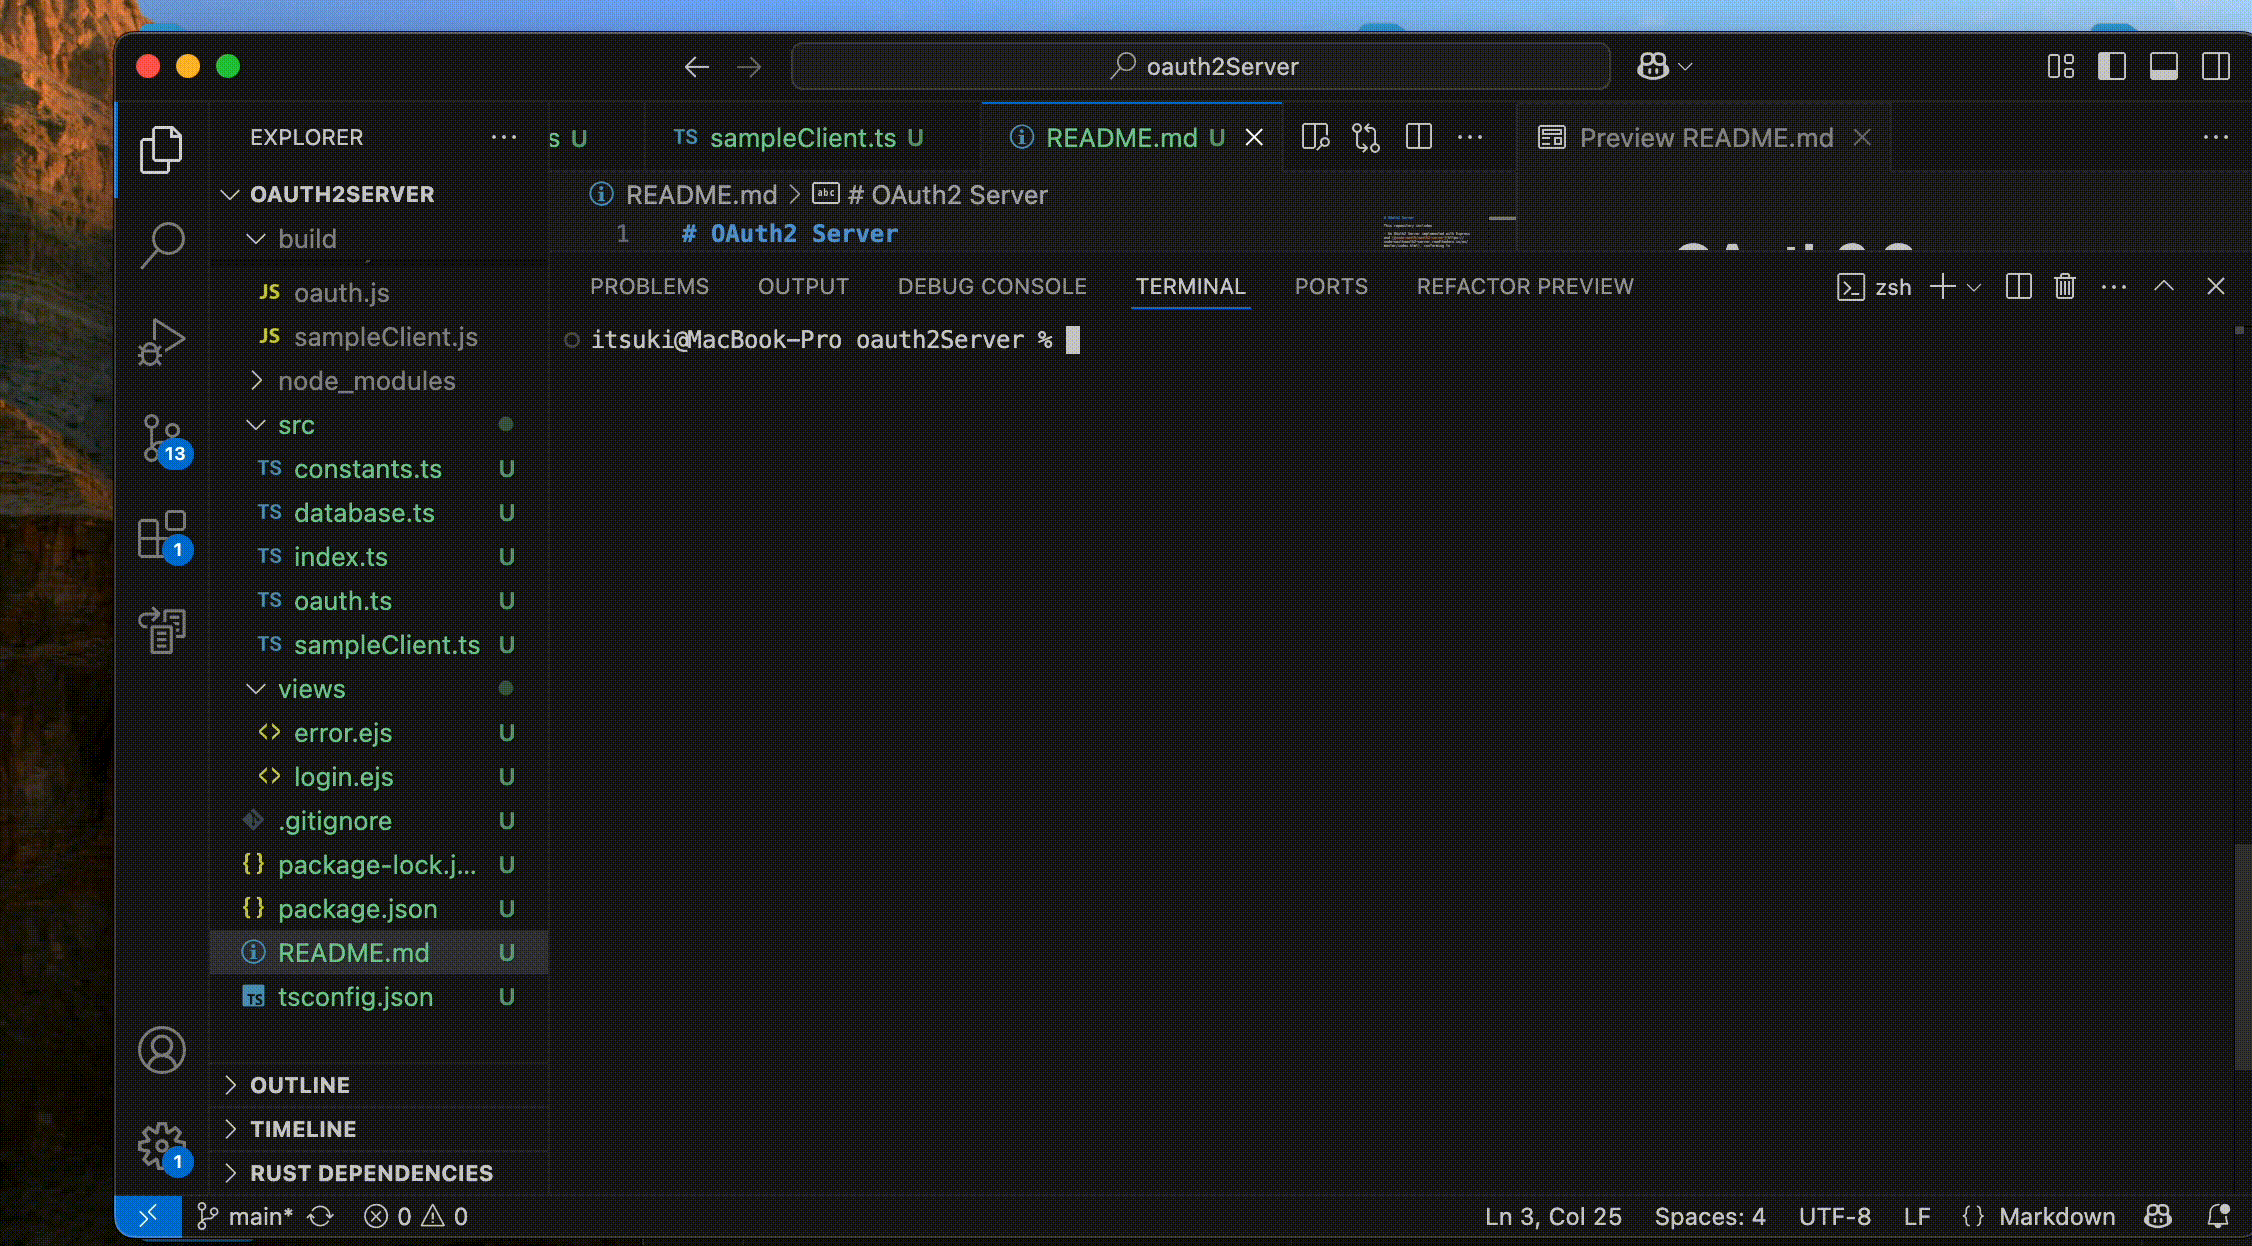 oauth2Server
EXPLORER
s U
TS sampleClient.ts U
README.md U
Preview README.md
OAUTH2SERVER
README.md > # OAuth2 Server
1 # OAuth2 Server
build
JS oauth.js
JS sampleClient.js
node_modules
src
TS constants.ts U
TS database.ts U
TS index.ts U
TS oauth.ts U
TS sampleClient.ts U
views
<> error.ejs U
<> login.ejs U
.gitignore U
{} package-lock.j... U
{} package.json U
README.md U
TS tsconfig.json U
OUTLINE
TIMELINE
RUST DEPENDENCIES
13
1
1
PROBLEMS OUTPUT DEBUG CONSOLE TERMINAL PORTS REFACTOR PREVIEW
zsh
itsuki@MacBook-Pro oauth2Server %
main* 0 0
Ln 3, Col 25 Spaces: 4 UTF-8 LF {} Markdown